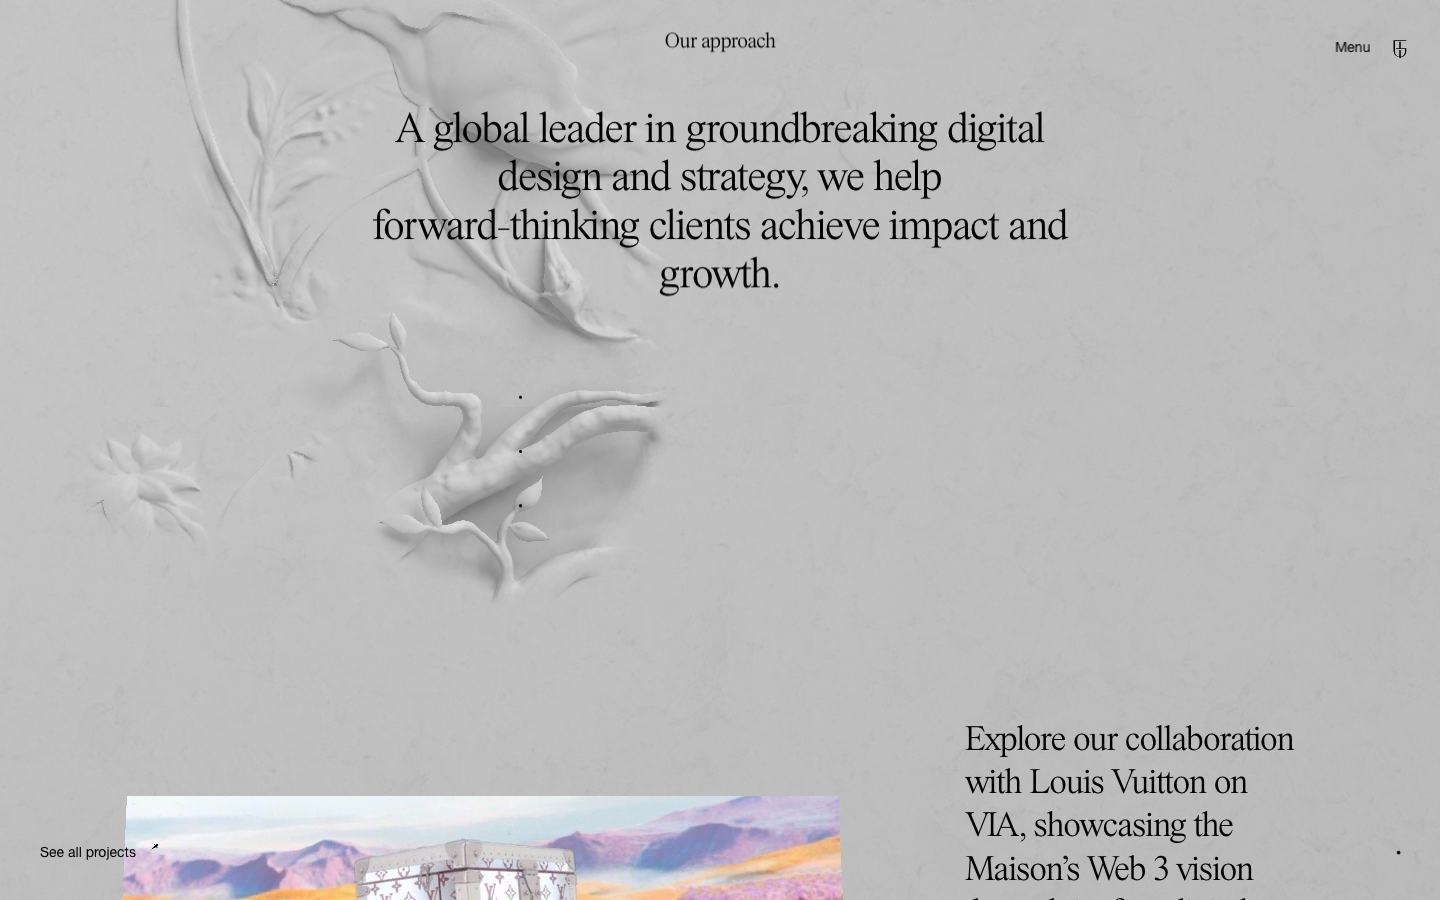 Our approach
Menu
A global leader in groundbreaking digital
design and strategy, we help
forward-thinking clients achieve impact and
growth.
Explore our collaboration
with Louis Vuitton on
VIA, showcasing the
Maison’s Web 3 vision
See all projects